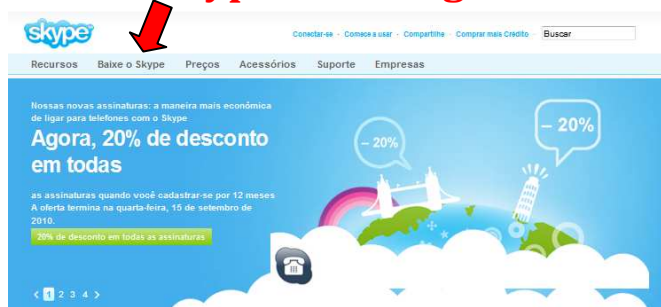 skype
Conectar-se - Comece a usar - Compartilhe - Comprar mais Crédito
Buscar
Recursos Baixe o Skype Preços Acessórios Suporte Empresas
Nossas novas assinaturas: a maneira mais econômica
de ligar para telefones com o Skype
Agora, 20% de desconto
em todas
as assinaturas quando você cadastrar-se por 12 meses
A oferta termina na quarta-feira, 15 de setembro de
2010.
20% de desconto em todas as assinaturas
– 20%
– 20%
< 1 2 3 4 >